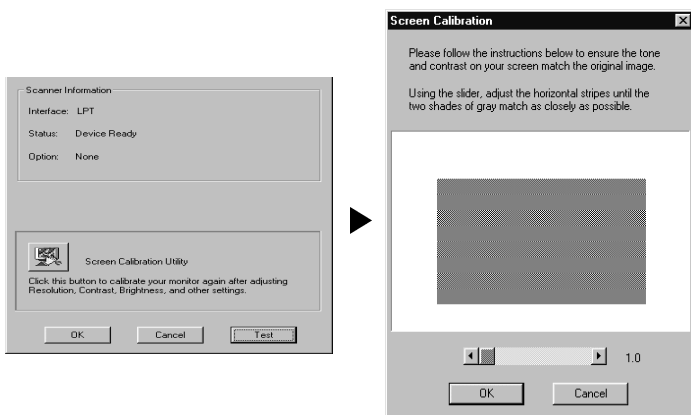 Scanner Information
Interface: LPT
Status: Device Ready
Option: None
Screen Calibration Utility
Click this button to calibrate your monitor again after adjusting
Resolution, Contrast, Brightness, and other settings.
OK Cancel Test
Screen Calibration
Please follow the instructions below to ensure the tone
and contrast on your screen match the original image.
Using the slider, adjust the horizontal stripes until the
two shades of gray match as closely as possible.
1.0
OK Cancel